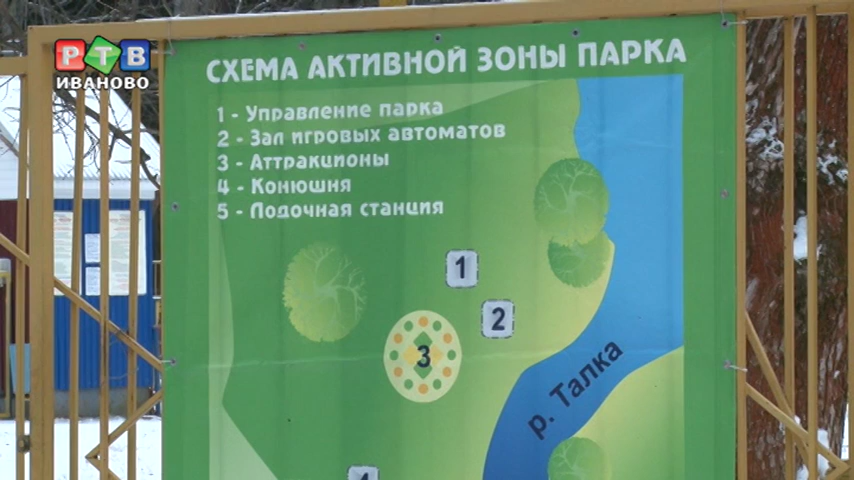 РТВ
ИВАНОВО
СХЕМА АКТИВНОЙ ЗОНЫ ПАРКА
1 - Управление парка
2 - Зал игровых автоматов
3 - Аттракционы
4 - Конюшня
5 - Лодочная станция
1
2
3
р. Талка